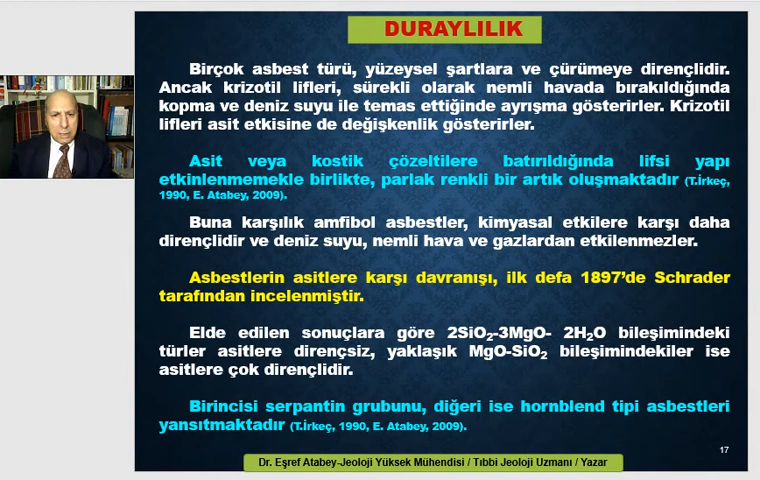 DURAYLILIK
Birçok asbest türü, yüzeysel şartlara ve çürümeye dirençlidir.
Ancak krizotil lifleri, sürekli olarak nemli havada bırakıldığında
kopma ve deniz suyu ile temas ettiğinde ayrışma gösterirler. Krizotil
lifleri asit etkisine de değişkenlik gösterirler.
Asit veya kostik çözeltilere batırıldığında lifsi yapı
etkinlenmemekle birlikte, parlak renkli bir artık oluşmaktadır (T.İrkeç,
1990, E. Atabey, 2009).
Buna karşılık amfibol asbestler, kimyasal etkilere karşı daha
dirençlidir ve deniz suyu, nemli hava ve gazlardan etkilenmezler.
Asbestlerin asitlere karşı davranışı, ilk defa 1897’de Schrader
tarafından incelenmiştir.
Elde edilen sonuçlara göre 2SiO₂-3MgO- 2H₂O bileşimindeki
türler asitlere dirençsiz, yaklaşık MgO-SiO₂ bileşimindekiler ise
asitlere çok dirençlidir.
Birincisi serpantin grubunu, diğeri ise hornblend tipi asbestleri
yansıtmaktadır (T.İrkeç, 1990, E. Atabey, 2009).
17
Dr. Eşref Atabey-Jeoloji Yüksek Mühendisi / Tıbbi Jeoloji Uzmanı / Yazar